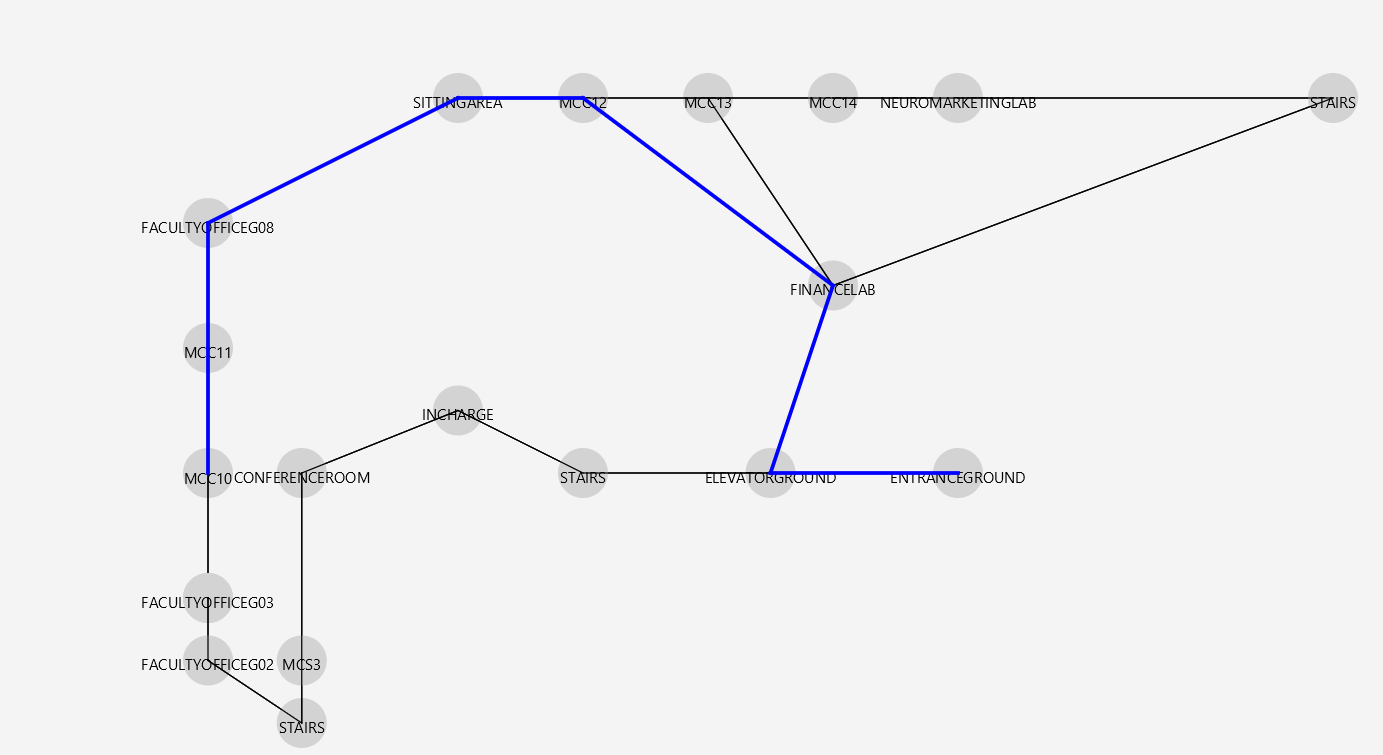 SITTINGAREA
MCC12
MCC13
MCC14
NEUROMARKETINGLAB
STAIRS
FACULTYOFFICEG08
FINANCELAB
MCC11
INCHARGE
MCC10
CONFERENCEROOM
STAIRS
ELEVATORGROUND
ENTRANCEGROUND
FACULTYOFFICEG03
FACULTYOFFICEG02
MCS3
STAIRS